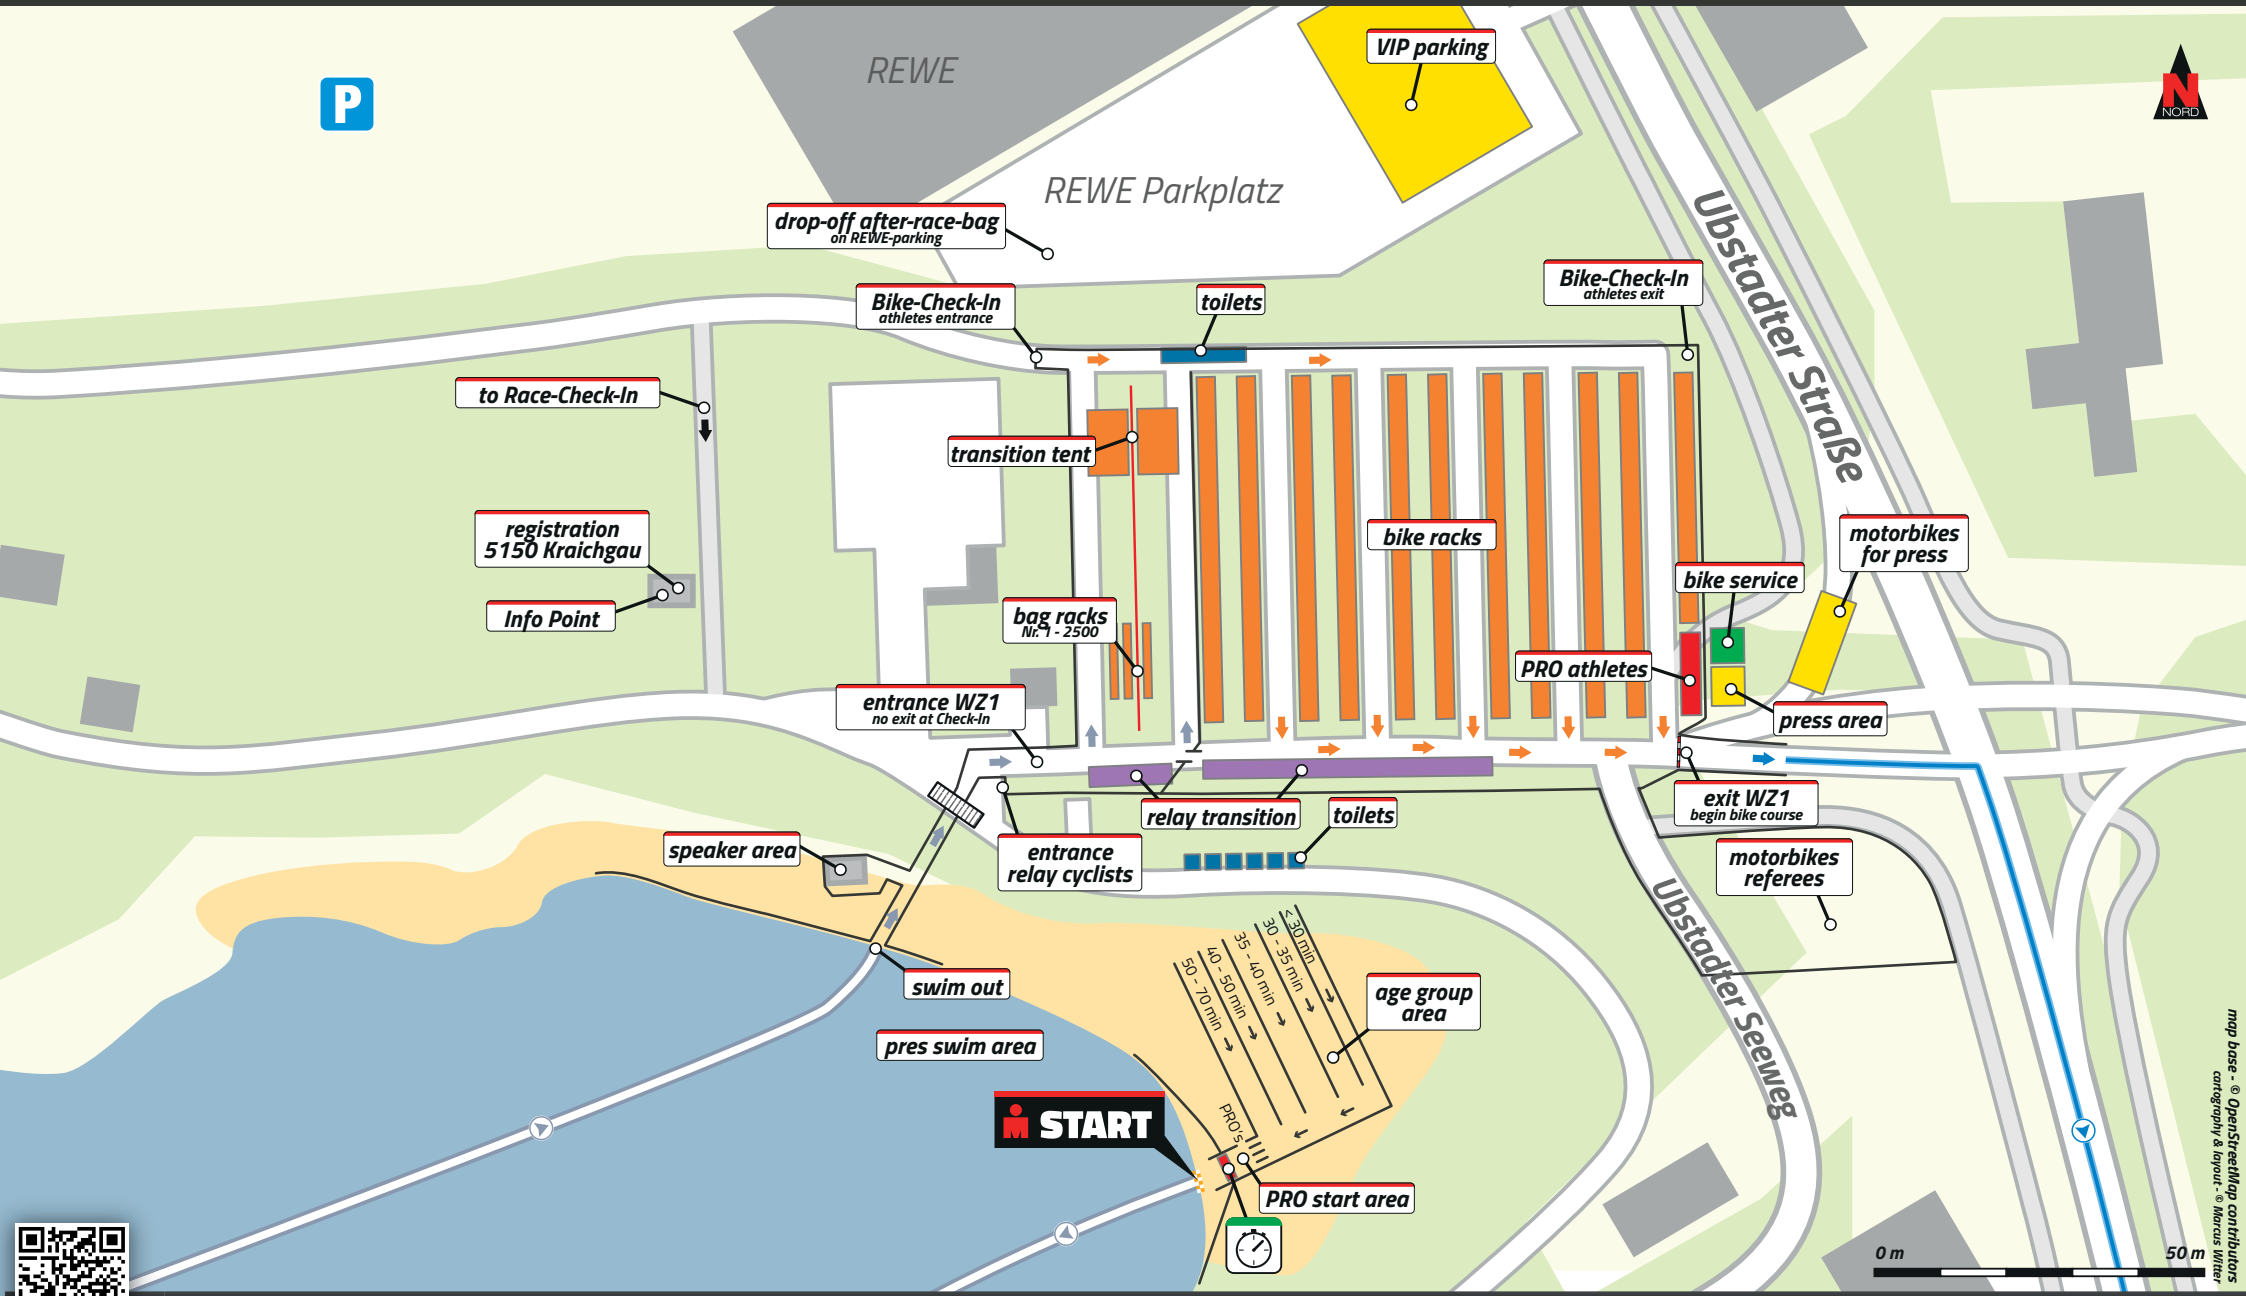 P
REWE
VIP parking
N
NORD
REWE Parkplatz
drop-off after-race-bag
on REWE-parking
Ubstadter Straße
Bike-Check-In
athletes entrance
toilets
Bike-Check-In
athletes exit
to Race-Check-In
transition tent
registration
5150 Kraichgau
bike racks
motorbikes
for press
bike service
Info Point
bag racks
Nr. 1 - 2500
PRO athletes
entrance WZ1
no exit at Check-In
press area
relay transition
toilets
exit WZ1
begin bike course
speaker area
entrance
relay cyclists
motorbikes
referees
Ubstadter Seeweg
swim out
50 - 70 min
40 - 50 min
35 - 40 min
30 - 35 min
< 30 min
age group
area
pres swim area
START
PRO's
PRO start area
0 m
50 m
map base - © OpenStreetMap contributors
cartography & layout - © Marcus Witter